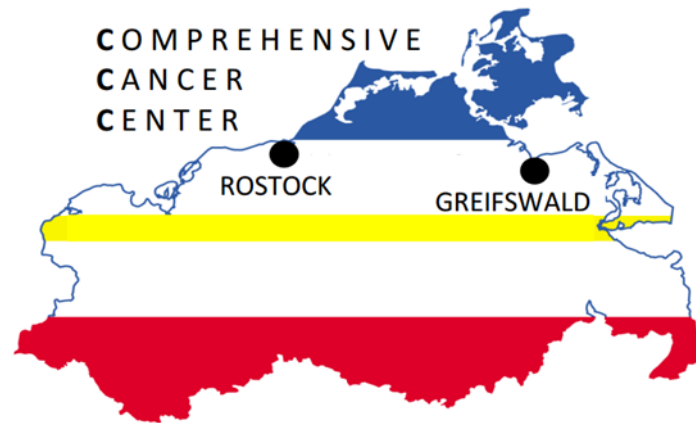 COMPREHENSIVE
CANCER
CENTER
ROSTOCK
GREIFSWALD